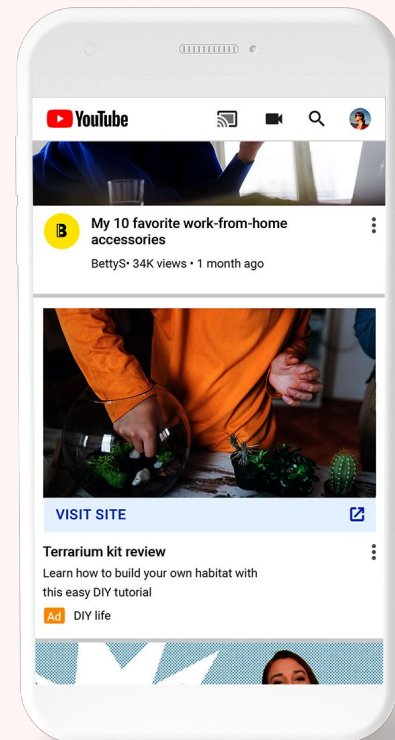 YouTube
B
My 10 favorite work-from-home
accessories
BettyS• 34K views • 1 month ago
VISIT SITE
Terrarium kit review
Learn how to build your own habitat with
this easy DIY tutorial
Ad DIY life